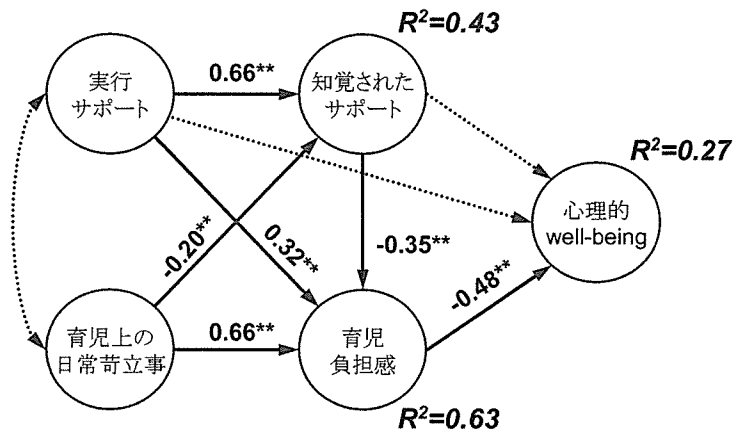 R²=0.43
実行
サポート
0.66**
知覚された
サポート
R²=0.27
心理的
well-being
-0.20**
0.32**
-0.35**
-0.48**
育児上の
日常苛立事
0.66**
育児
負担感
R²=0.63